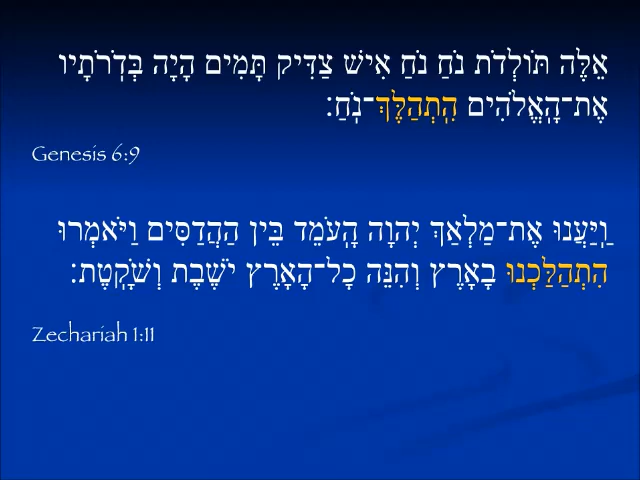 אֵלֶּה תּוֹלְדֹת נֹחַ נֹחַ אִישׁ צַדִּיק תָּמִים הָיָה בְּדֹרֹתָיו
אֶת־הָאֱלֹהִים הִתְהַלֶּךְ־נֹחַ׃
Genesis 6:9
וַיַּעֲנוּ אֶת־מַלְאַךְ יְהוָה הָעֹמֵד בֵּין הַהֲדַסִּים וַיֹּאמְרוּ
הִתְהַלַּכְנוּ בָאָרֶץ וְהִנֵּה כָל־הָאָרֶץ יֹשֶׁבֶת וְשֹׁקָטֶת׃
Zechariah 1:11